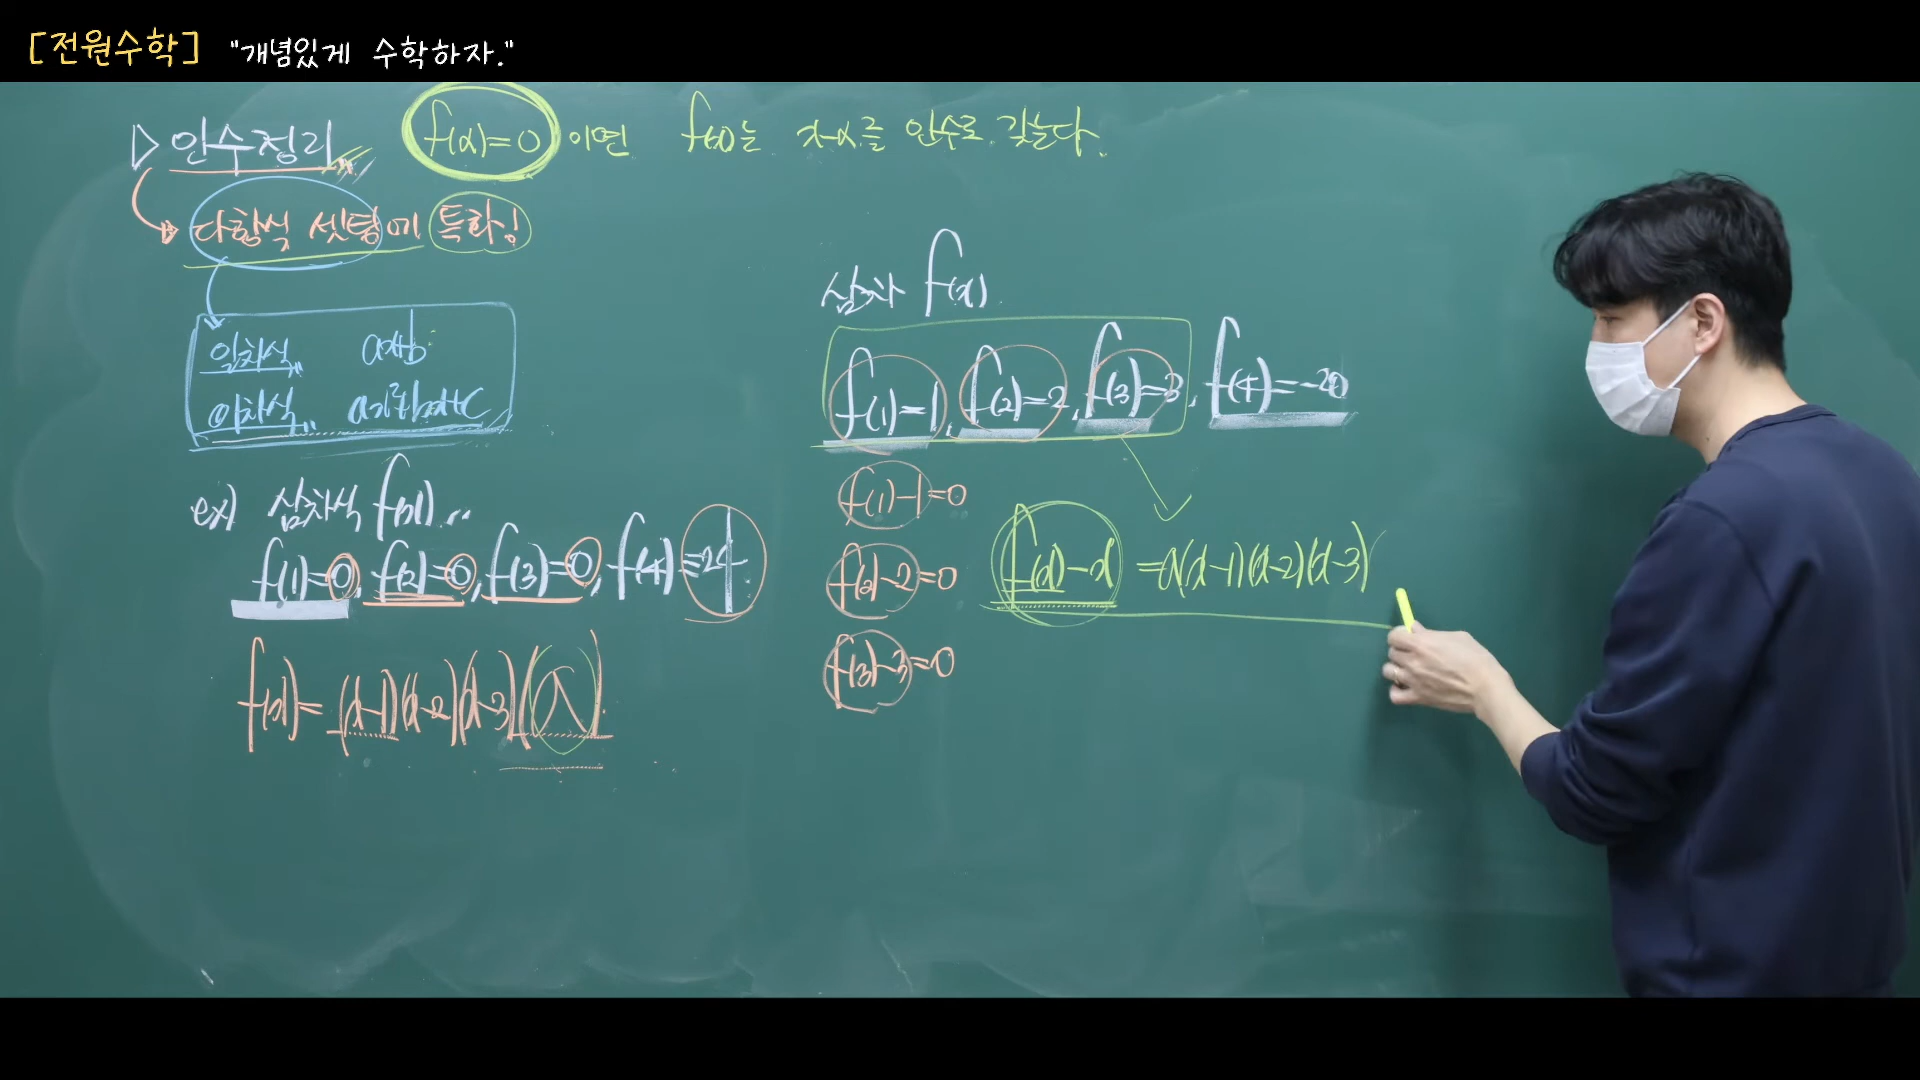 [전원수학] "개념있게 수학하자."
▷ 인수정리 f(α)=0 이면 f(x)는 x-α를 인수로 갖는다.
다항식 셋팅에 특화!
일차식 ax+b
이차식 ax²+bx+c
ex) 삼차식 f(x)
f(1)=0, f(2)=0, f(3)=0, f(4)=24
f(x)=(x-1)(x-2)(x-3)( )
삼차 f(x)
f(1)=1, f(2)=2, f(3)=3, f(4)=-20
f(1)-1=0
f(2)-2=0
f(3)-3=0
f(x)-x =a(x-1)(x-2)(x-3)